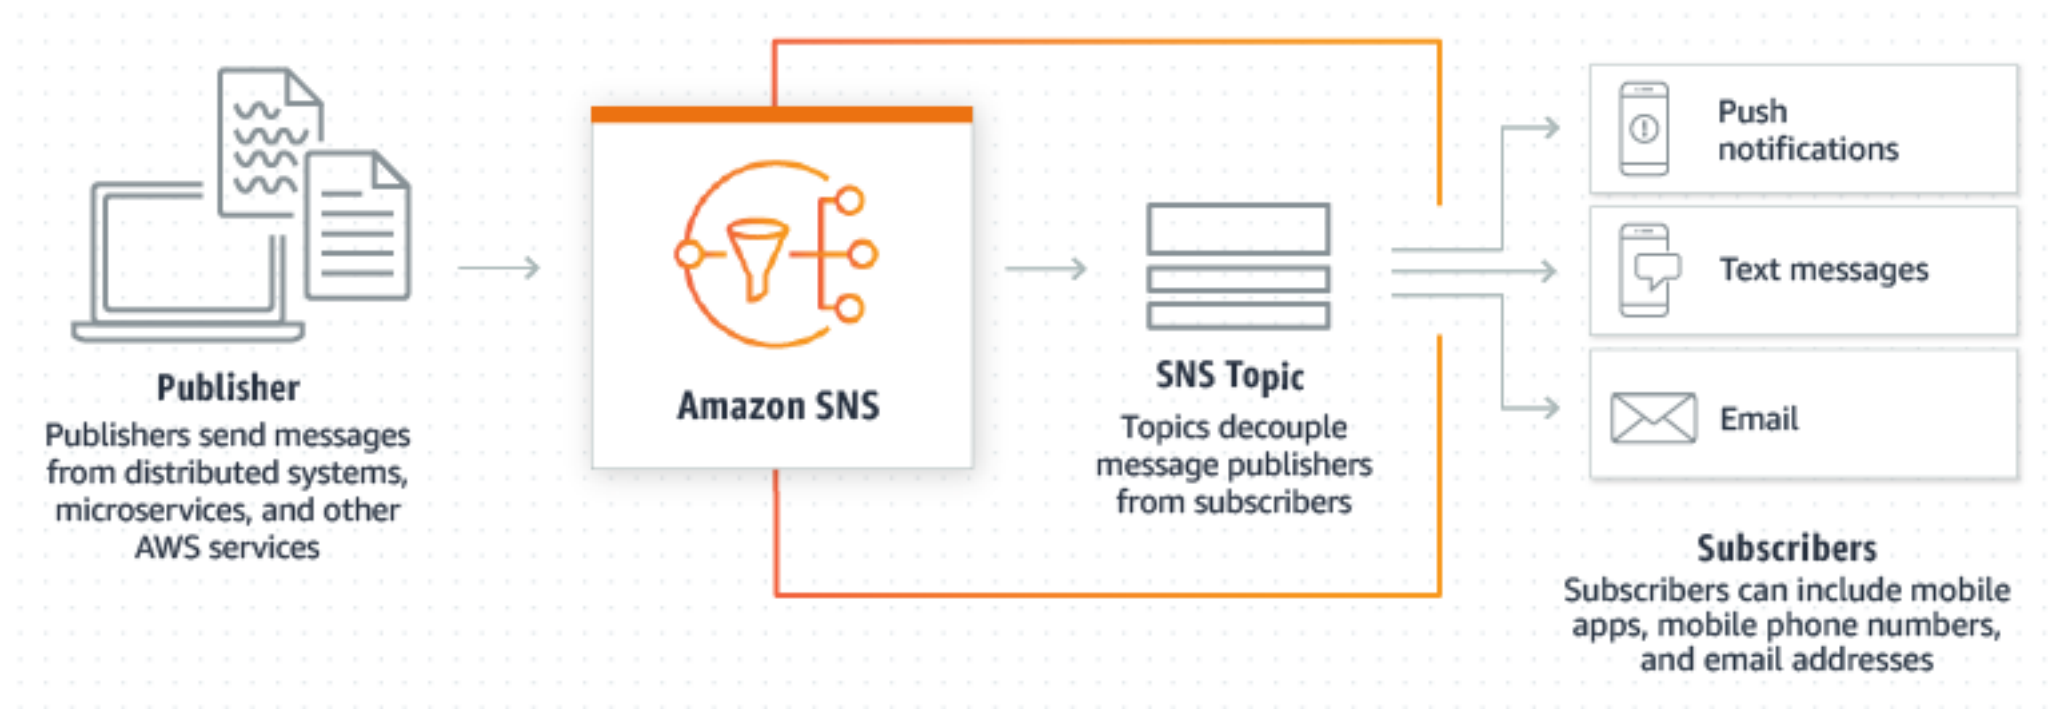 Publisher
Publishers send messages
from distributed systems,
microservices, and other
AWS services
Amazon SNS
SNS Topic
Topics decouple
message publishers
from subscribers
Push
notifications
Text messages
Email
Subscribers
Subscribers can include mobile
apps, mobile phone numbers,
and email addresses